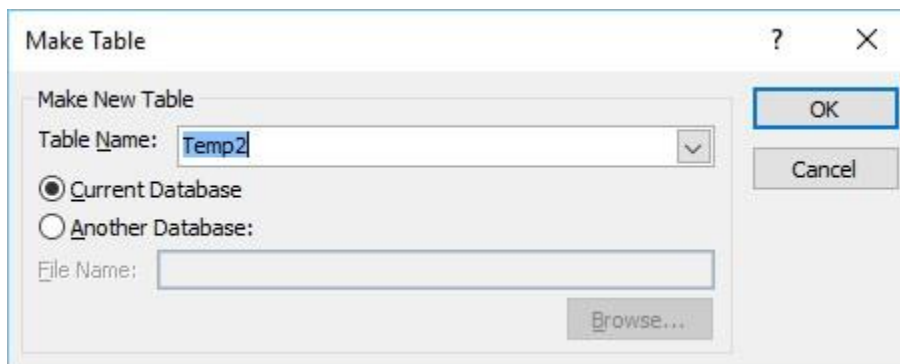 Make Table ?
Make New Table
OK
Table Name: Temp2
Cancel
Current Database
Another Database:
File Name:
Browse...